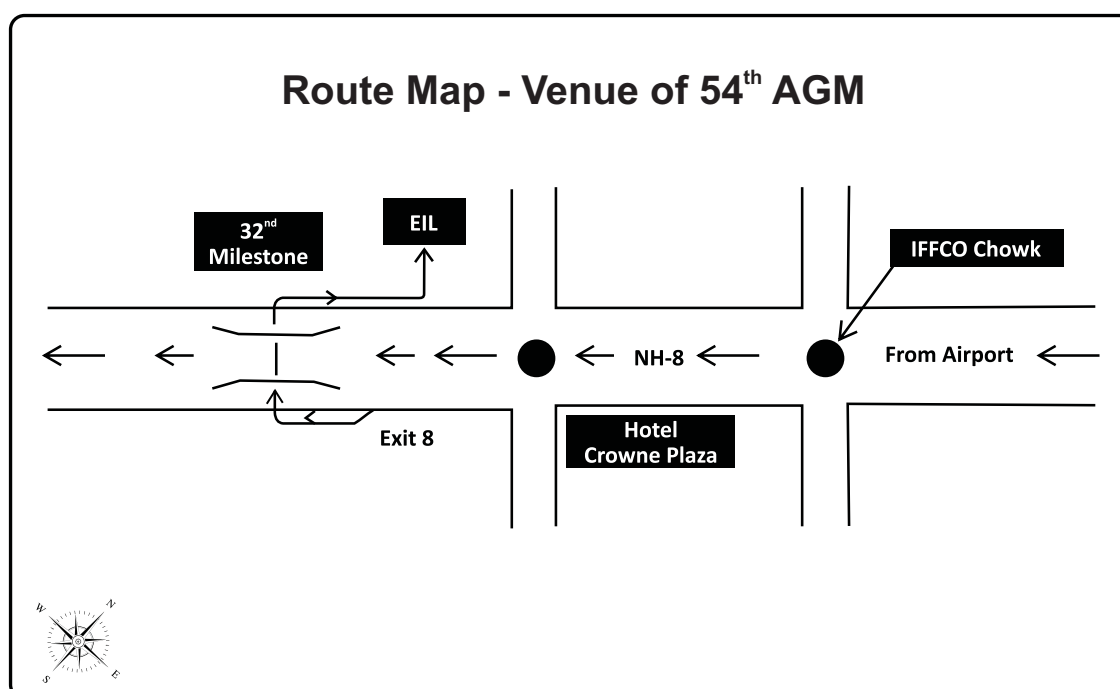 Route Map - Venue of 54th AGM
32nd
Milestone
EIL
IFFCO Chowk
NH-8
From Airport
Exit 8
Hotel
Crowne Plaza
W
N
S
E